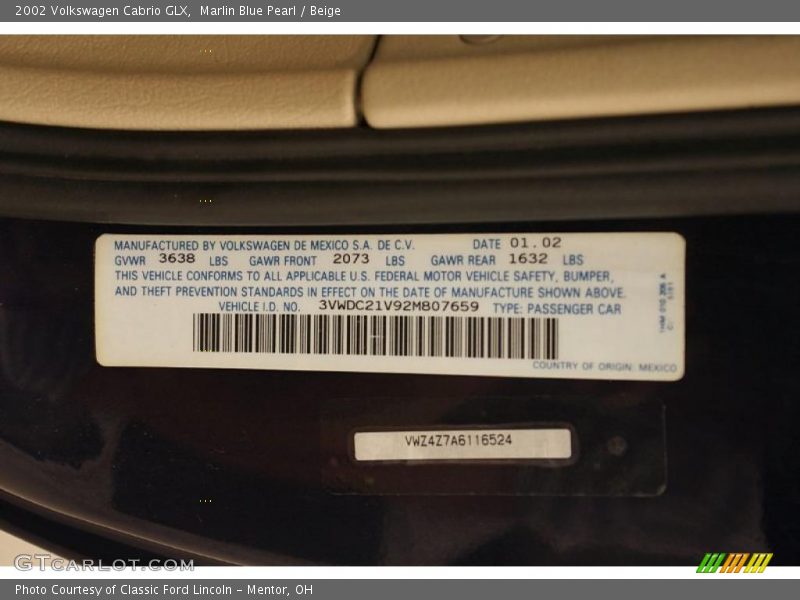 2002 Volkswagen Cabrio GLX, Marlin Blue Pearl / Beige
MANUFACTURED BY VOLKSWAGEN DE MEXICO S.A. DE C.V. DATE 01.02
GVWR 3638 LBS GAWR FRONT 2073 LBS GAWR REAR 1632 LBS
THIS VEHICLE CONFORMS TO ALL APPLICABLE U.S. FEDERAL MOTOR VEHICLE SAFETY, BUMPER,
AND THEFT PREVENTION STANDARDS IN EFFECT ON THE DATE OF MANUFACTURE SHOWN ABOVE.
VEHICLE I.D. NO. 3VWDC21V92M807659 TYPE: PASSENGER CAR
COUNTRY OF ORIGIN: MEXICO
VWZ4Z7A6116524
GTCARLOT.COM
Photo Courtesy of Classic Ford Lincoln - Mentor, OH